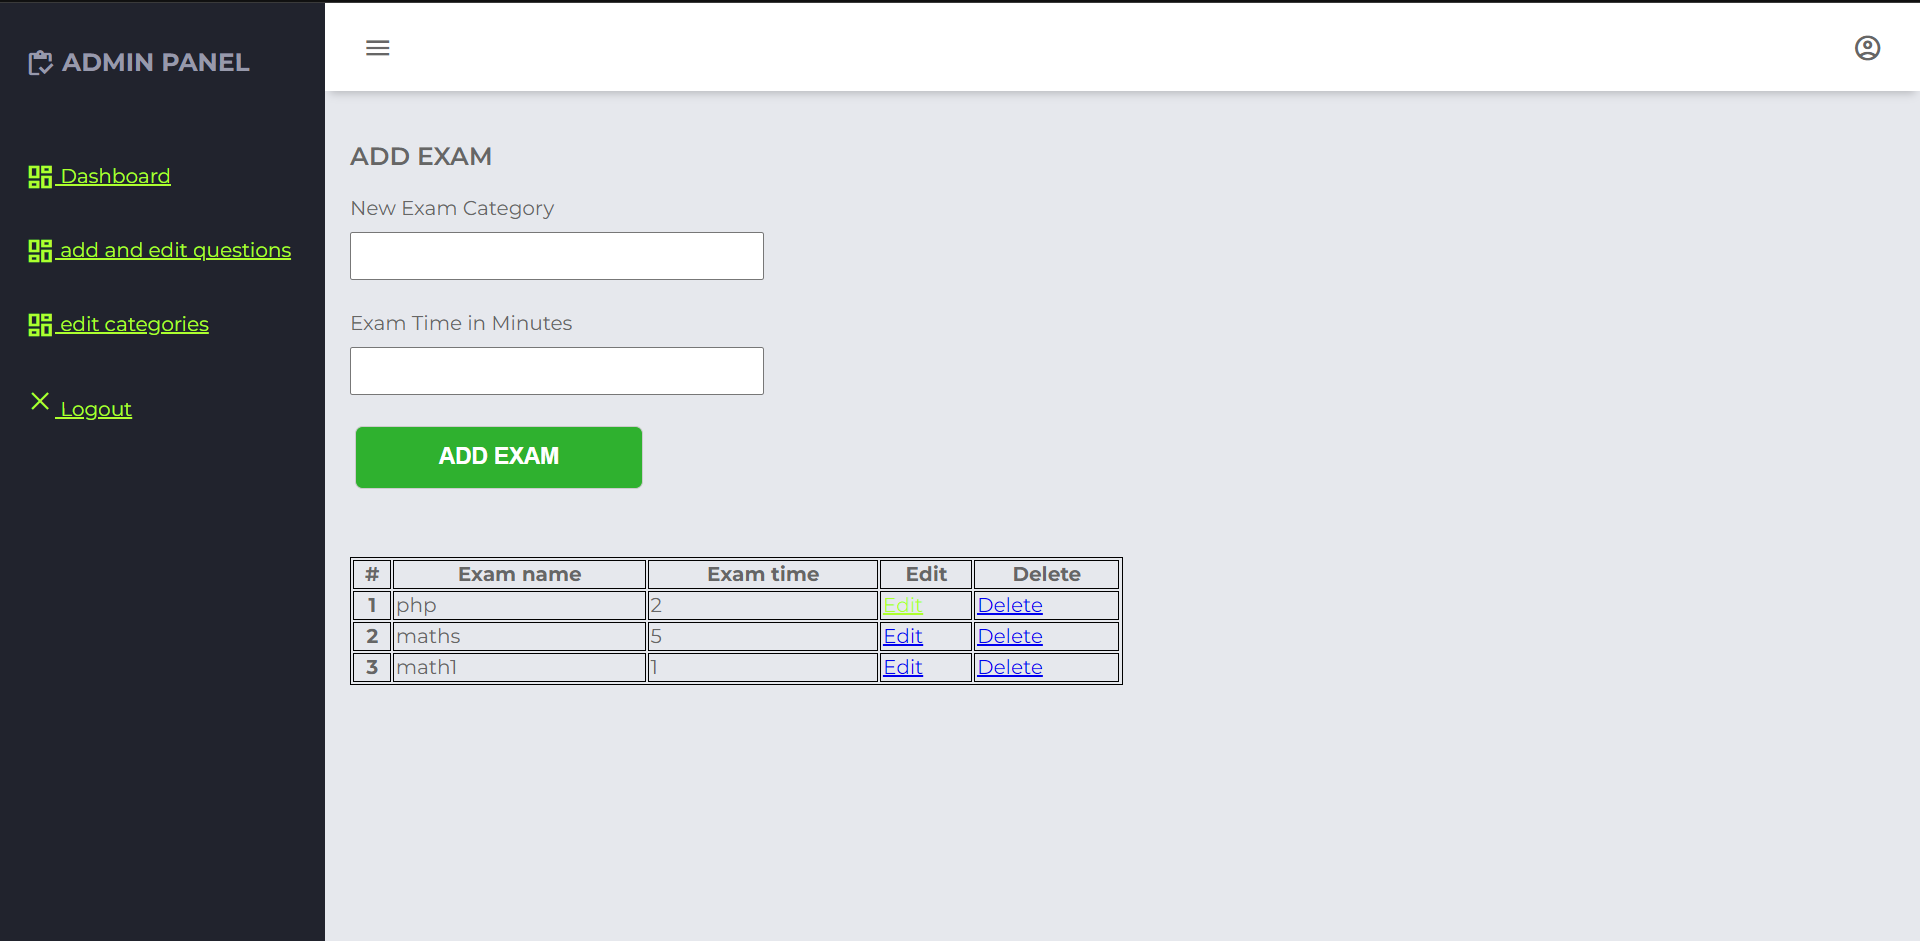 ADMIN PANEL
Dashboard
add and edit questions
edit categories
Logout
ADD EXAM
New Exam Category
Exam Time in Minutes
ADD EXAM
# Exam name Exam time Edit Delete
1 php 2 Edit Delete
2 maths 5 Edit Delete
3 math1 1 Edit Delete